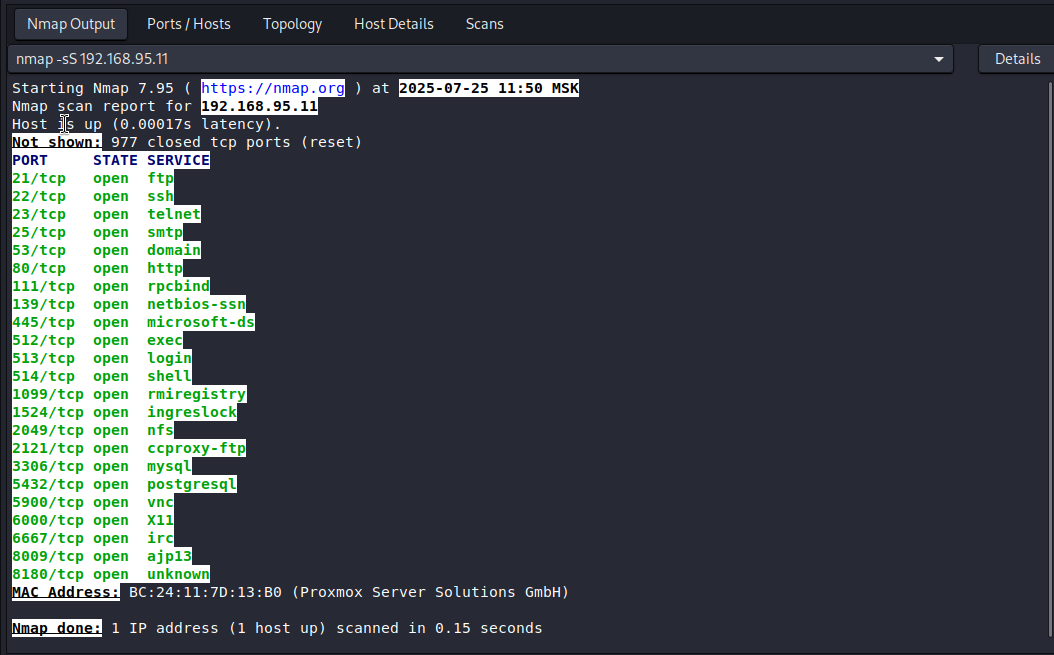 Nmap Output Ports / Hosts Topology Host Details Scans
nmap -sS 192.168.95.11 Details
Starting Nmap 7.95 ( https://nmap.org ) at 2025-07-25 11:50 MSK
Nmap scan report for 192.168.95.11
Host is up (0.00017s latency).
Not shown: 977 closed tcp ports (reset)
PORT     STATE SERVICE
21/tcp   open  ftp
22/tcp   open  ssh
23/tcp   open  telnet
25/tcp   open  smtp
53/tcp   open  domain
80/tcp   open  http
111/tcp  open  rpcbind
139/tcp  open  netbios-ssn
445/tcp  open  microsoft-ds
512/tcp  open  exec
513/tcp  open  login
514/tcp  open  shell
1099/tcp open  rmiregistry
1524/tcp open  ingreslock
2049/tcp open  nfs
2121/tcp open  ccproxy-ftp
3306/tcp open  mysql
5432/tcp open  postgresql
5900/tcp open  vnc
6000/tcp open  X11
6667/tcp open  irc
8009/tcp open  ajp13
8180/tcp open  unknown
MAC Address: BC:24:11:7D:13:B0 (Proxmox Server Solutions GmbH)
Nmap done: 1 IP address (1 host up) scanned in 0.15 seconds